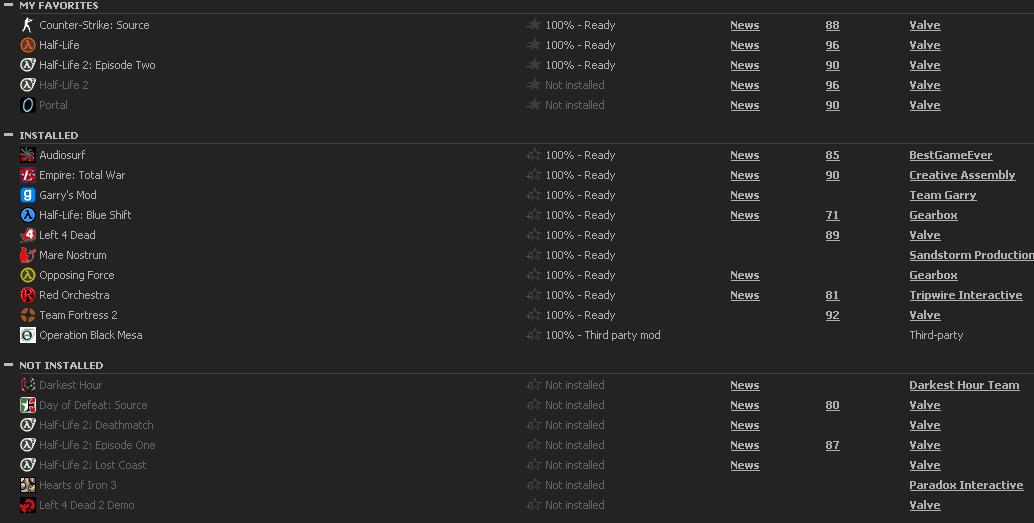 MY FAVORITES
Counter-Strike: Source 100% - Ready News 88 Valve
Half-Life 100% - Ready News 96 Valve
Half-Life 2: Episode Two 100% - Ready News 90 Valve
Half-Life 2 Not installed News 96 Valve
Portal Not installed News 90 Valve
INSTALLED
Audiosurf 100% - Ready News 85 BestGameEver
Empire: Total War 100% - Ready News 90 Creative Assembly
Garry's Mod 100% - Ready News Team Garry
Half-Life: Blue Shift 100% - Ready News 71 Gearbox
Left 4 Dead 100% - Ready 89 Valve
Mare Nostrum 100% - Ready Sandstorm Production
Opposing Force 100% - Ready News Gearbox
Red Orchestra 100% - Ready News 81 Tripwire Interactive
Team Fortress 2 100% - Ready 92 Valve
Operation Black Mesa 100% - Third party mod Third-party
NOT INSTALLED
Darkest Hour Not installed News Darkest Hour Team
Day of Defeat: Source Not installed News 80 Valve
Half-Life 2: Deathmatch Not installed News Valve
Half-Life 2: Episode One Not installed News 87 Valve
Half-Life 2: Lost Coast Not installed News Valve
Hearts of Iron 3 Not installed Paradox Interactive
Left 4 Dead 2 Demo Not installed Valve